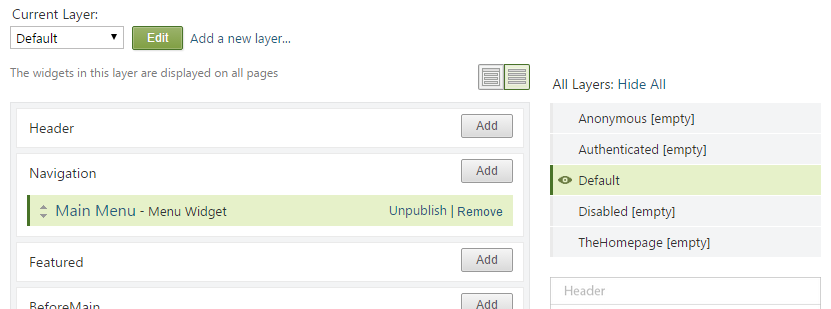 Current Layer:
Default Edit Add a new layer...
The widgets in this layer are displayed on all pages
Header Add
Navigation Add
Main Menu - Menu Widget Unpublish | Remove
Featured Add
BeforeMain Add
All Layers: Hide All
Anonymous [empty]
Authenticated [empty]
Default
Disabled [empty]
TheHomepage [empty]
Header